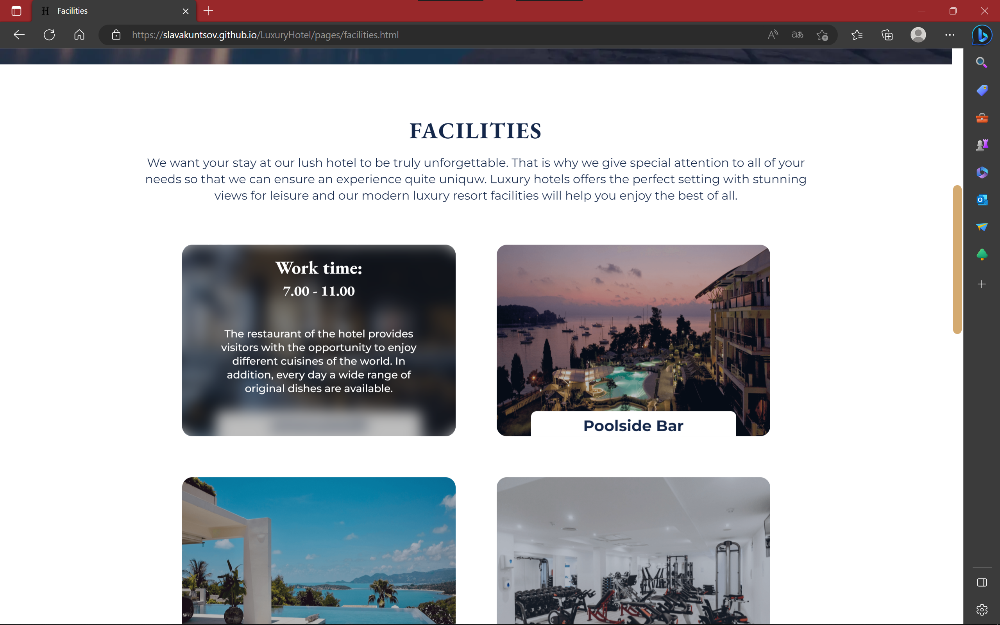 Facilities
https://slavakuntsov.github.io/LuxuryHotel/pages/facilities.html
FACILITIES
We want your stay at our lush hotel to be truly unforgettable. That is why we give special attention to all of your
needs so that we can ensure an experience quite uniquw. Luxury hotels offers the perfect setting with stunning
views for leisure and our modern luxury resort facilities will help you enjoy the best of all.
Work time:
7.00 - 11.00
The restaurant of the hotel provides
visitors with the opportunity to enjoy
different cuisines of the world. In
addition, every day a wide range of
original dishes are available.
Poolside Bar